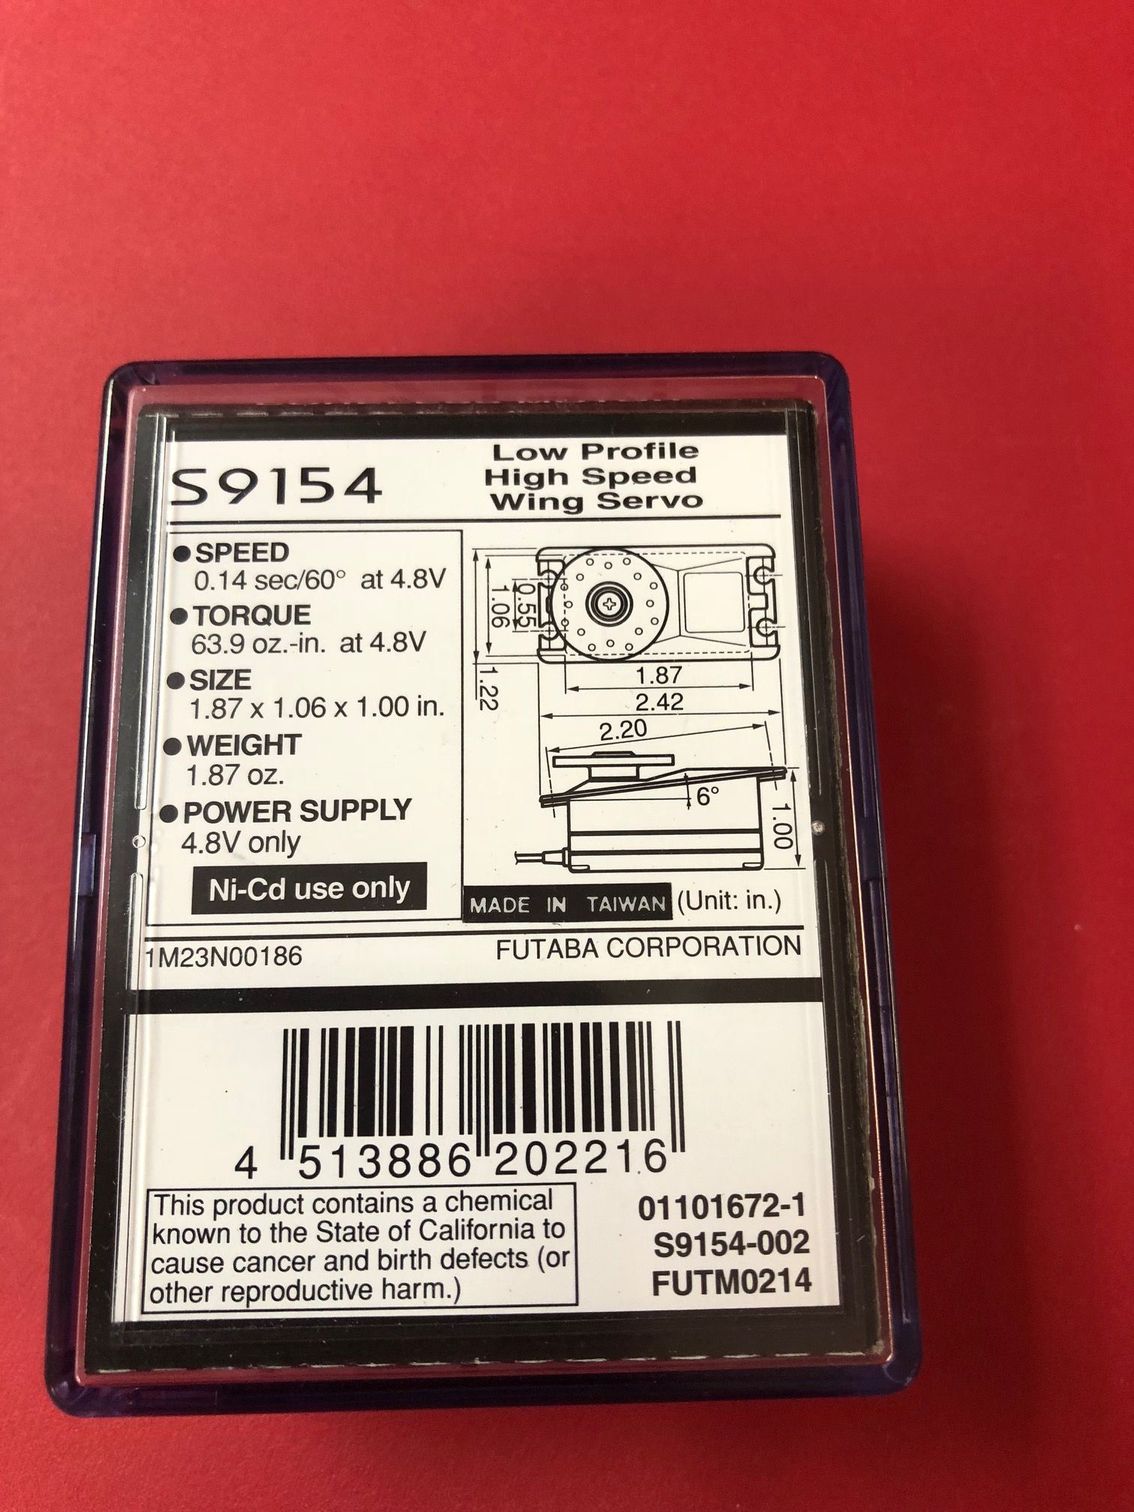 S9154
Low Profile
High Speed
Wing Servo
● SPEED
0.14 sec/60° at 4.8V
● TORQUE
63.9 oz.-in. at 4.8V
● SIZE
1.87 x 1.06 x 1.00 in.
● WEIGHT
1.87 oz.
● POWER SUPPLY
4.8V only
Ni-Cd use only
0.55
1.06
1.22
1.87
2.42
2.20
6°
1.00
MADE IN TAIWAN (Unit: in.)
1M23N00186
FUTABA CORPORATION
4 513886 202216
This product contains a chemical
known to the State of California to
cause cancer and birth defects (or
other reproductive harm.)
01101672-1
S9154-002
FUTM0214